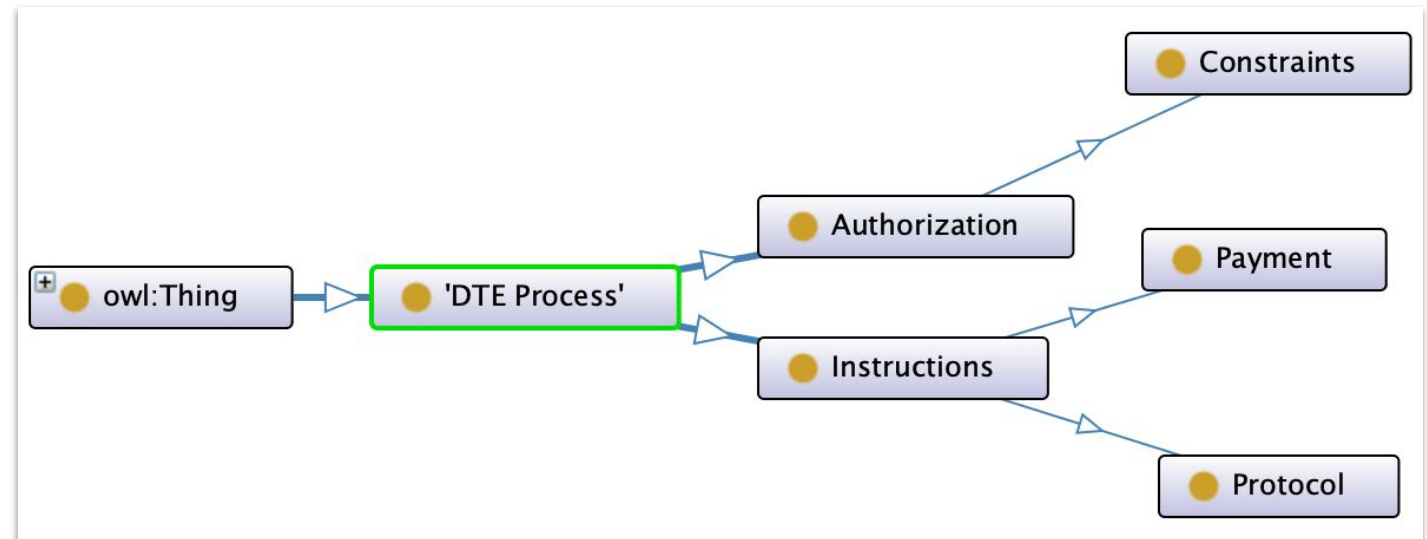 Constraints
Authorization
Payment
owl:Thing
'DTE Process'
Instructions
Protocol